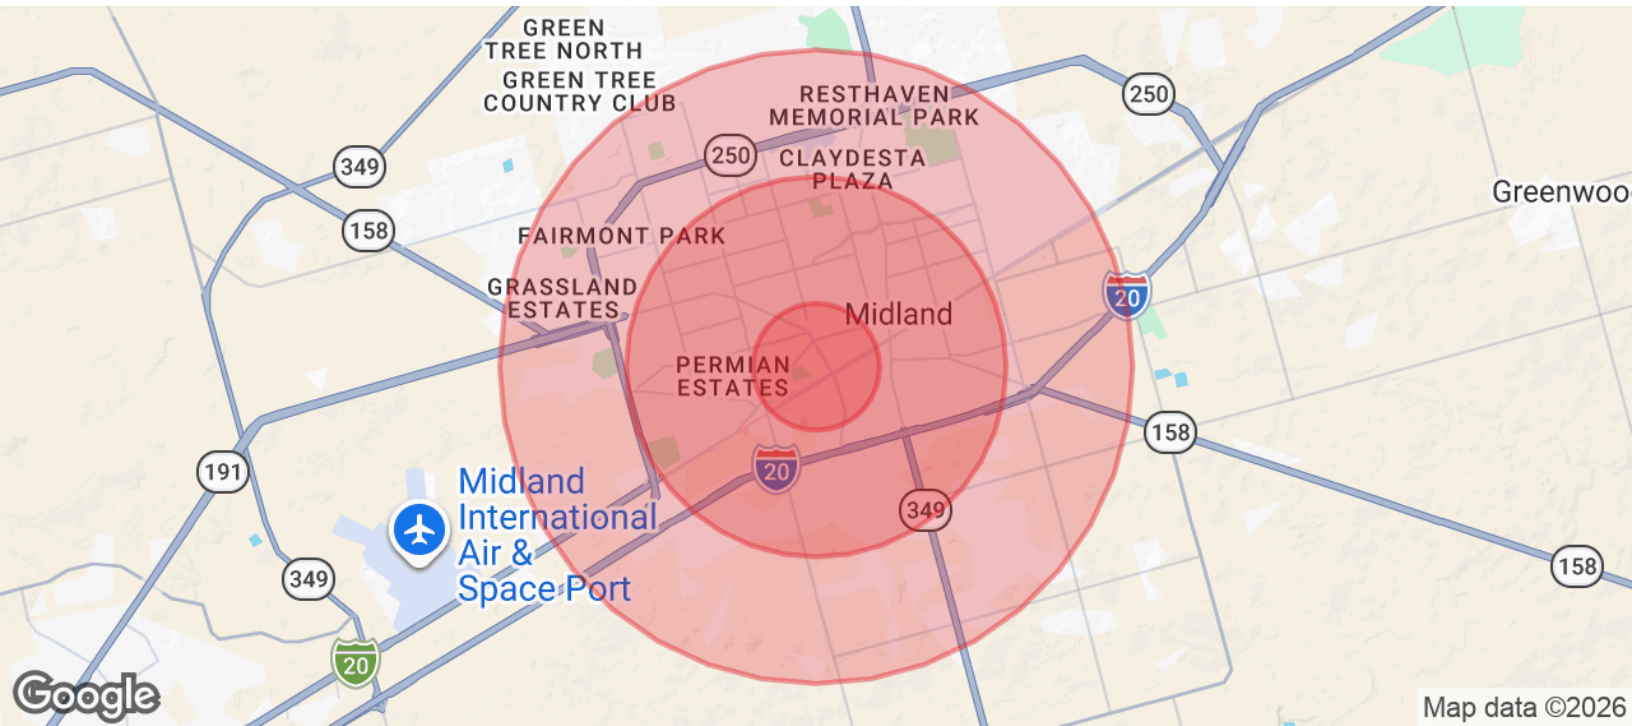 GREEN
TREE NORTH
GREEN TREE
COUNTRY CLUB
RESTHAVEN
MEMORIAL PARK
250
250
349
CLAYDESTA
PLAZA
Greenwoo
158
FAIRMONT PARK
GRASSLAND
ESTATES
20
Midland
PERMIAN
ESTATES
158
191
20
Midland
International
Air &
Space Port
349
349
158
20
Google
Map data ©2026